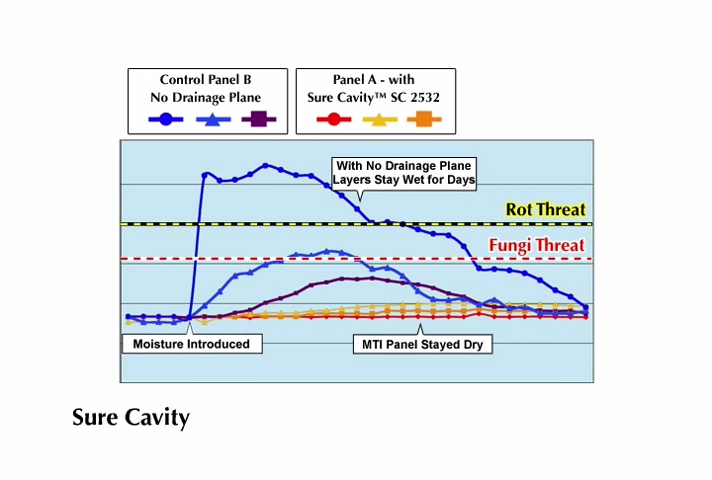 Control Panel B
No Drainage Plane
Panel A - with
Sure Cavity™ SC 2532
With No Drainage Plane
Layers Stay Wet for Days
Rot Threat
Fungi Threat
Moisture Introduced
MTI Panel Stayed Dry
Sure Cavity